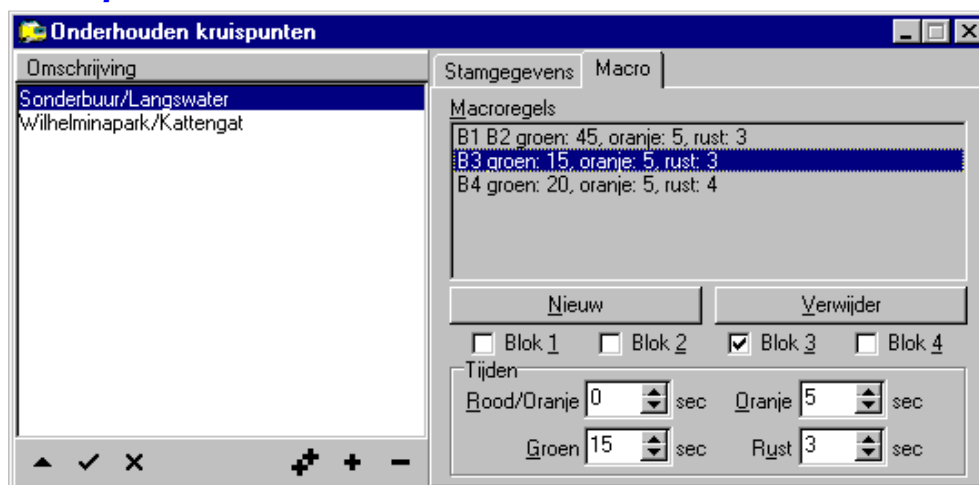 Onderhouden kruispunten
Omschrijving
Sonderbuur/Langswater
Wilhelminapark/Kattengat
Stamgegevens Macro
Macroregels
B1 B2 groen: 45, oranje: 5, rust: 3
B3 groen: 15, oranje: 5, rust: 3
B4 groen: 20, oranje: 5, rust: 4
Nieuw Verwijder
Blok 1 Blok 2 Blok 3 Blok 4
Tijden
Rood/Oranje 0 sec Oranje 5 sec
Groen 15 sec Rust 3 sec